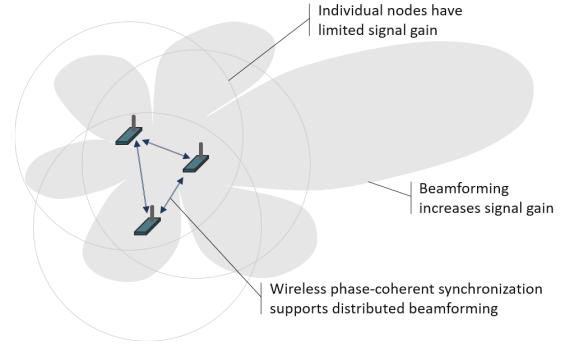 Individual nodes have
limited signal gain
Beamforming
increases signal gain
Wireless phase-coherent synchronization
supports distributed beamforming